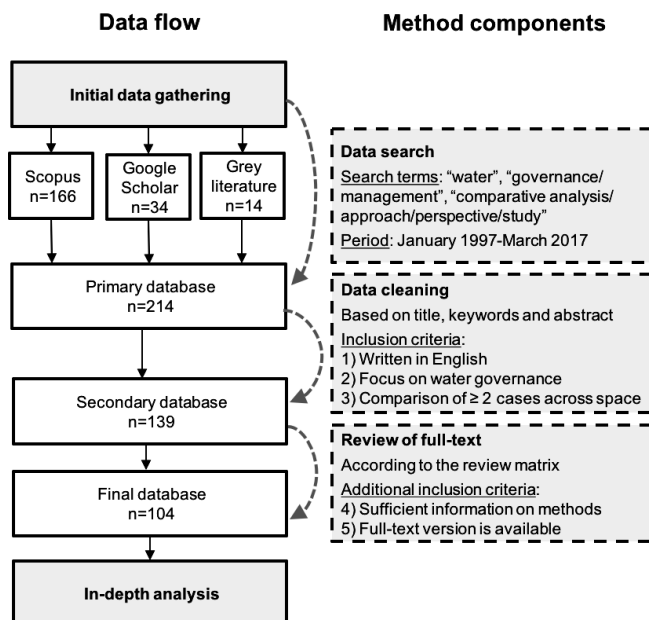 Data flow
Method components
Initial data gathering
Scopus
n=166
Google
Scholar
n=34
Grey
literature
n=14
Primary database
n=214
Secondary database
n=139
Final database
n=104
In-depth analysis
Data search
Search terms: “water”, “governance/
management”, “comparative analysis/
approach/perspective/study”
Period: January 1997-March 2017
Data cleaning
Based on title, keywords and abstract
Inclusion criteria:
1) Written in English
2) Focus on water governance
3) Comparison of ≥ 2 cases across space
Review of full-text
According to the review matrix
Additional inclusion criteria:
4) Sufficient information on methods
5) Full-text version is available